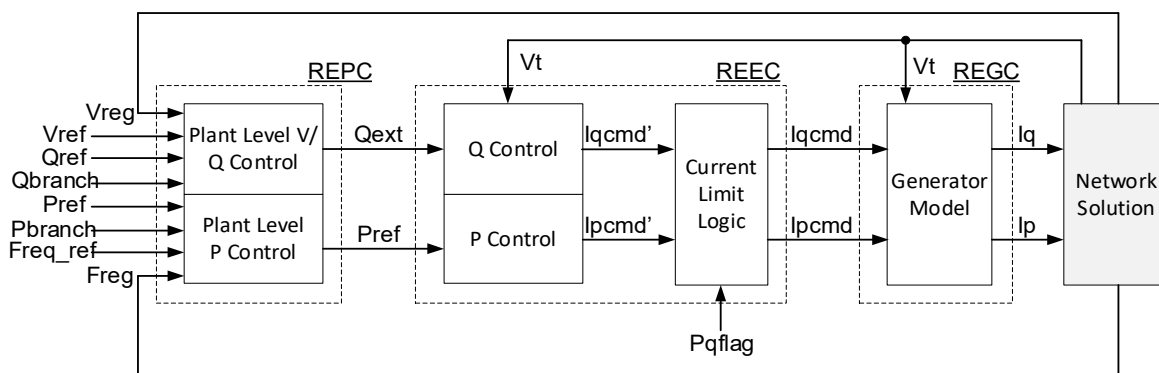 REPC
REEC
REGC
Vt
Vt
Vreg
Vref
Qref
Qbranch
Pref
Pbranch
Freq_ref
Freg
Plant Level V/
Q Control
Plant Level
P Control
Qext
Pref
Q Control
P Control
Iqcmd'
Ipcmd'
Current
Limit
Logic
Pqflag
Iqcmd
Ipcmd
Generator
Model
Iq
Ip
Network
Solution